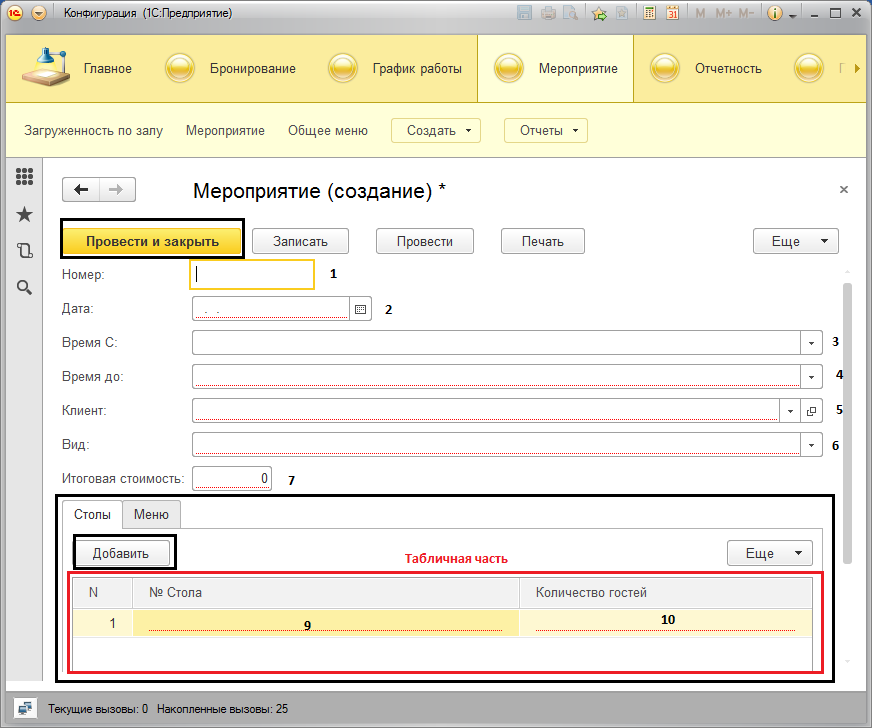 Конфигурация (1С:Предприятие)
M M+ M-
31
Главное Бронирование График работы Мероприятие Отчетность
Загруженность по залу Мероприятие Общее меню Создать Отчеты
Мероприятие (создание) *
Провести и закрыть Записать Провести Печать Еще
Номер: 1
Дата: . . 2
Время С: 3
Время до: 4
Клиент: 5
Вид: 6
Итоговая стоимость: 0 7
Столы Меню
Добавить Табличная часть Еще
N № Стола Количество гостей
1 9 10
Текущие вызовы: 0 Накопленные вызовы: 25